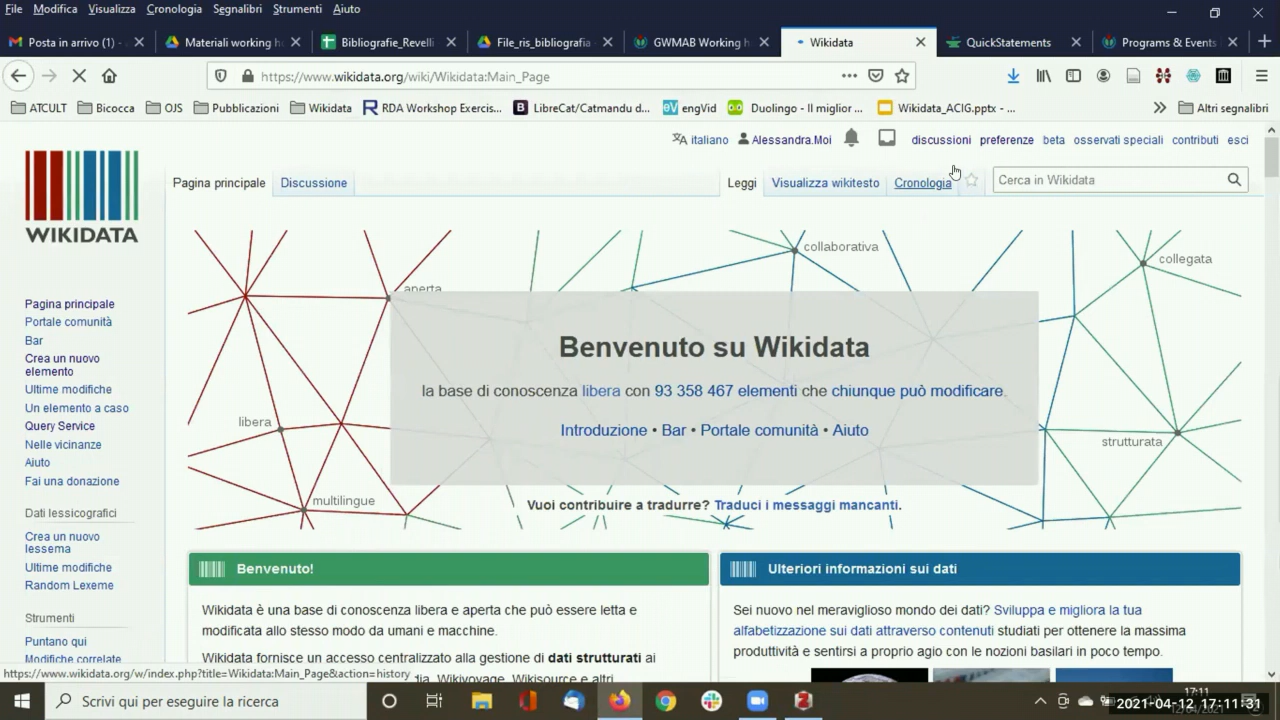 File Modifica Visualizza Cronologia Segnalibri Strumenti Aiuto
Posta in arrivo (1) - Materiali working h Bibliografie_Revelli File_ris_bibliografia - GWMAB Working h Wikidata QuickStatements Programs & Events
https://www.wikidata.org/wiki/Wikidata:Main_Page
ATCULT Bicocca OJS Pubblicazioni Wikidata RDA Workshop Exercis... LibreCat/Catmandu d... engVid Duolingo - Il miglior ... Wikidata_ACIG.pptx - ... Altri segnalibri
italiano Alessandra.Moi discussioni preferenze beta osservati speciali contributi esci
Pagina principale Discussione Leggi Visualizza wikitesto Cronologia Cerca in Wikidata
WIKIDATA
collaborativa
collegata
aperta
libera
strutturata
multilingue
Benvenuto su Wikidata
la base di conoscenza libera con 93 358 467 elementi che chiunque può modificare.
Introduzione • Bar • Portale comunità • Aiuto
Vuoi contribuire a tradurre? Traduci i messaggi mancanti.
Pagina principale
Portale comunità
Bar
Crea un nuovo
elemento
Ultime modifiche
Un elemento a caso
Query Service
Nelle vicinanze
Aiuto
Fai una donazione
Dati lessicografici
Crea un nuovo
lessema
Ultime modifiche
Random Lexeme
Strumenti
Puntano qui
Modifiche correlate
Benvenuto!
Wikidata è una base di conoscenza libera e aperta che può essere letta e
modificata allo stesso modo da umani e macchine.
Wikidata fornisce un accesso centralizzato alla gestione di dati strutturati ai
Wikivoyage, Wikisource e altri
Ulteriori informazioni sui dati
Sei nuovo nel meraviglioso mondo dei dati? Sviluppa e migliora la tua
alfabetizzazione sui dati attraverso contenuti studiati per ottenere la massima
produttività e sentirsi a proprio agio con le nozioni basilari in poco tempo.
https://www.wikidata.org/w/index.php?title=Wikidata:Main_Page&action=history
Scrivi qui per eseguire la ricerca
17:11
2021-04-12 17:11:31